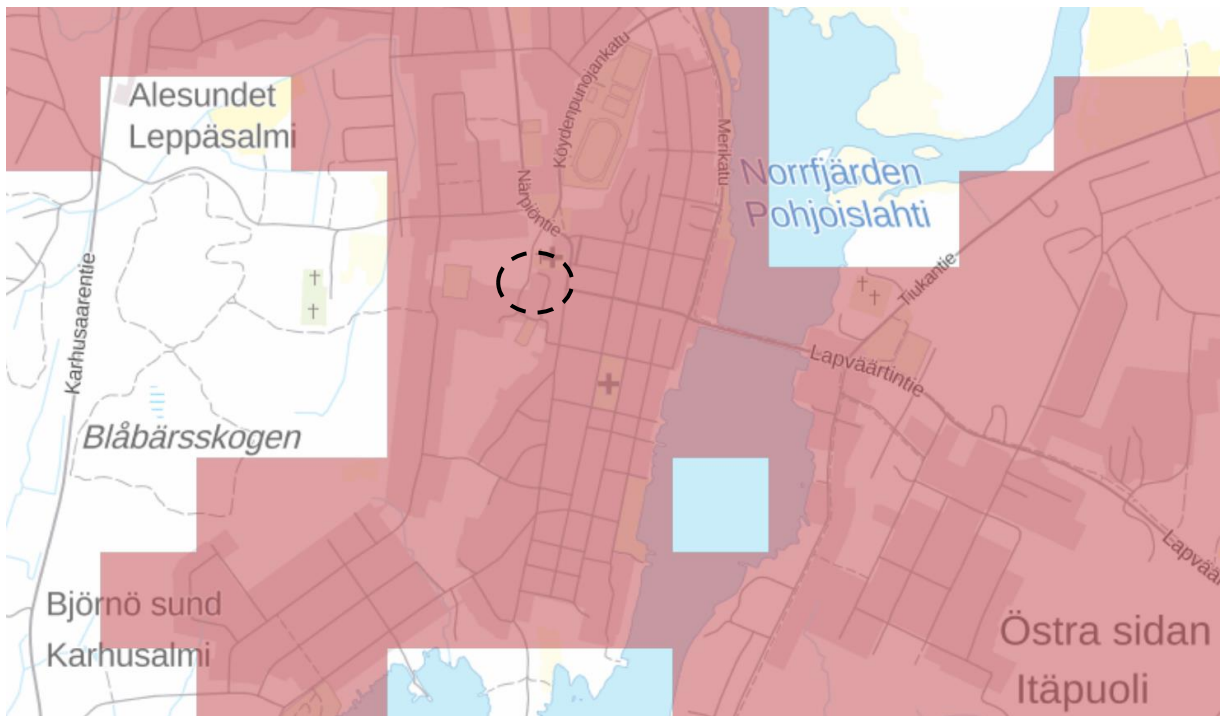 Alesundet
Leppäsalmi
Köydenpunojankatu
Närpiöntie
Merikatu
Norrfjärden
Pohjoislahti
Karhusaarentie
Tiukantie
Lapväärtintie
Blåbärsskogen
Björnö sund
Karhusalmi
Östra sidan
Itäpuoli